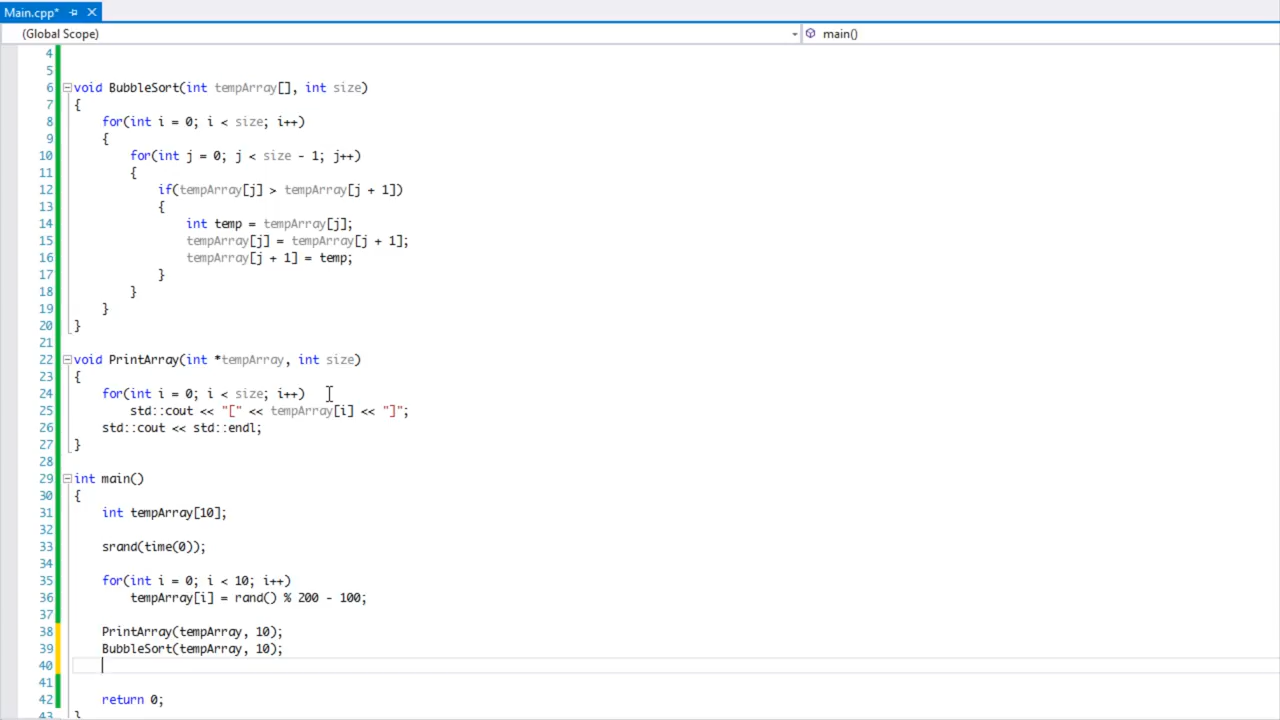 Main.cpp*
(Global Scope) main()
4
5
6 void BubbleSort(int tempArray[], int size)
7 {
8 for(int i = 0; i < size; i++)
9 {
10 for(int j = 0; j < size - 1; j++)
11 {
12 if(tempArray[j] > tempArray[j + 1])
13 {
14 int temp = tempArray[j];
15 tempArray[j] = tempArray[j + 1];
16 tempArray[j + 1] = temp;
17 }
18 }
19 }
20 }
21
22 void PrintArray(int *tempArray, int size)
23 {
24 for(int i = 0; i < size; i++)
25 std::cout << "[" << tempArray[i] << "]";
26 std::cout << std::endl;
27 }
28
29 int main()
30 {
31 int tempArray[10];
32
33 srand(time(0));
34
35 for(int i = 0; i < 10; i++)
36 tempArray[i] = rand() % 200 - 100;
37
38 PrintArray(tempArray, 10);
39 BubbleSort(tempArray, 10);
40
41
42 return 0;
43 }